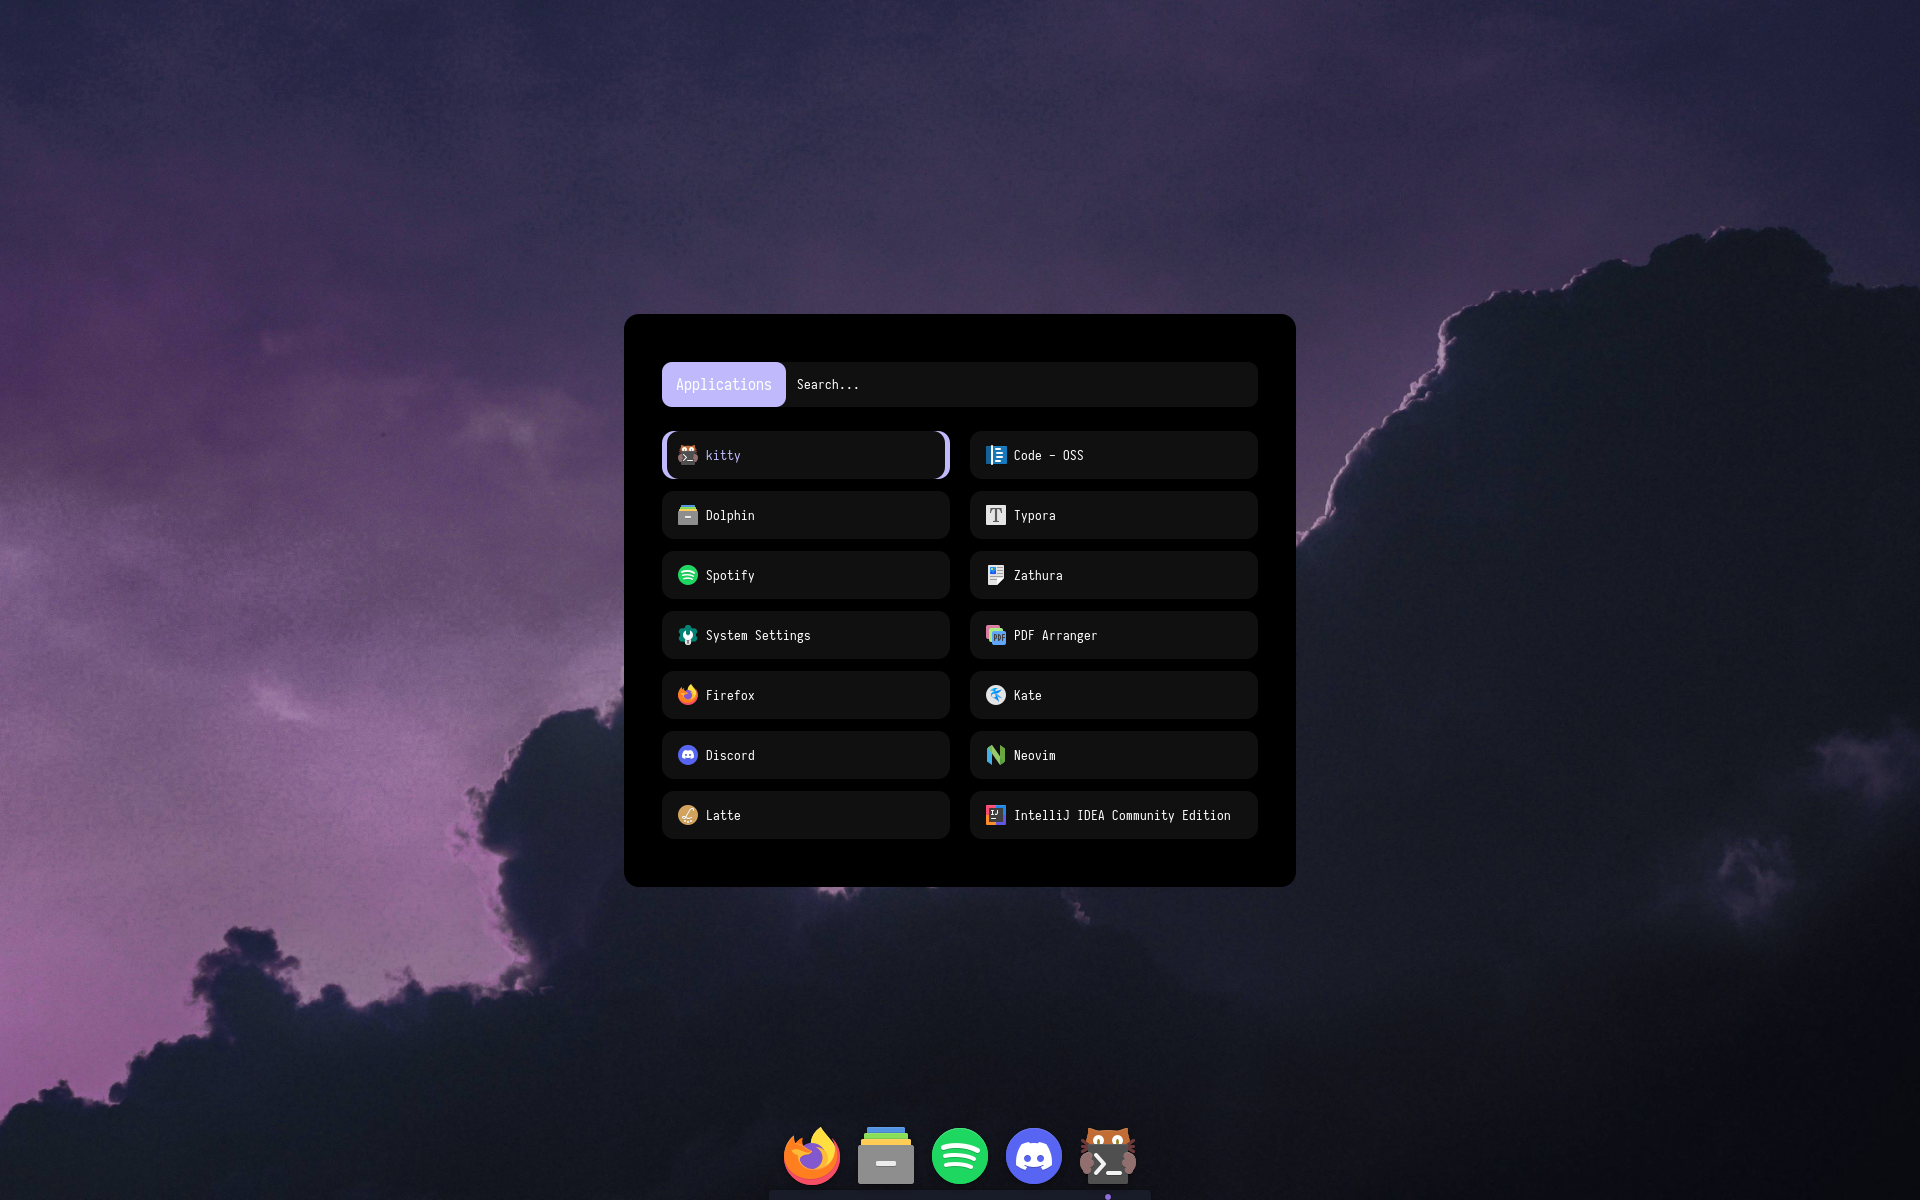 Applications Search...
kitty
Code - OSS
Dolphin
Typora
Spotify
Zathura
System Settings
PDF Arranger
Firefox
Kate
Discord
Neovim
Latte
IntelliJ IDEA Community Edition